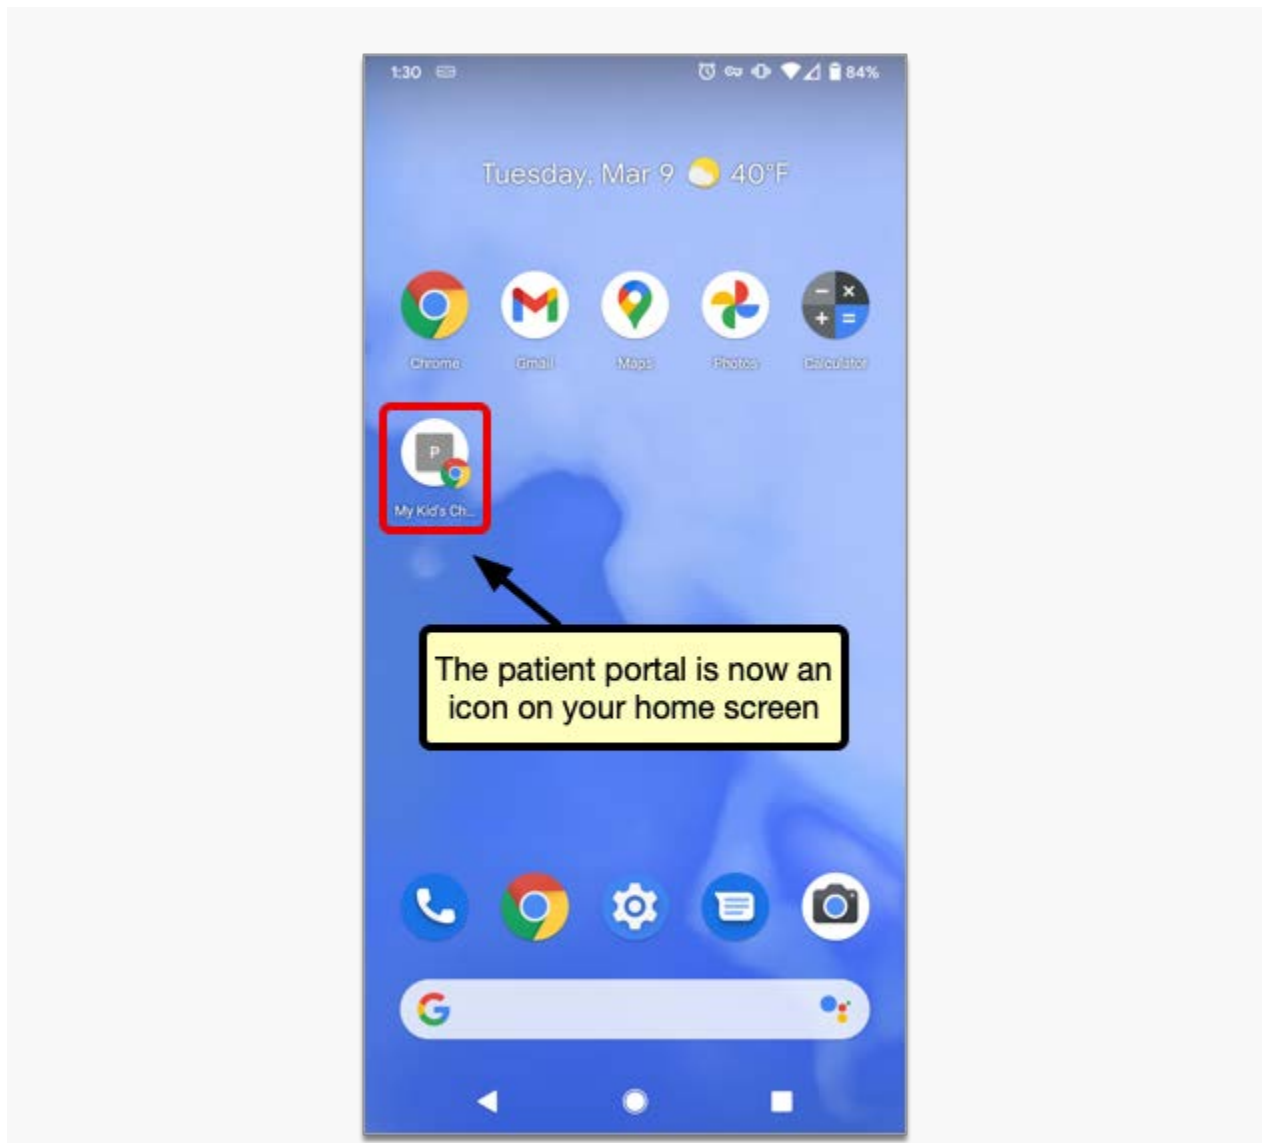 1:30 84%
Tuesday, Mar 9 40°F
Chrome Gmail Maps Photos Calculator
P
My Kid's Ch...
The patient portal is now an
icon on your home screen
G